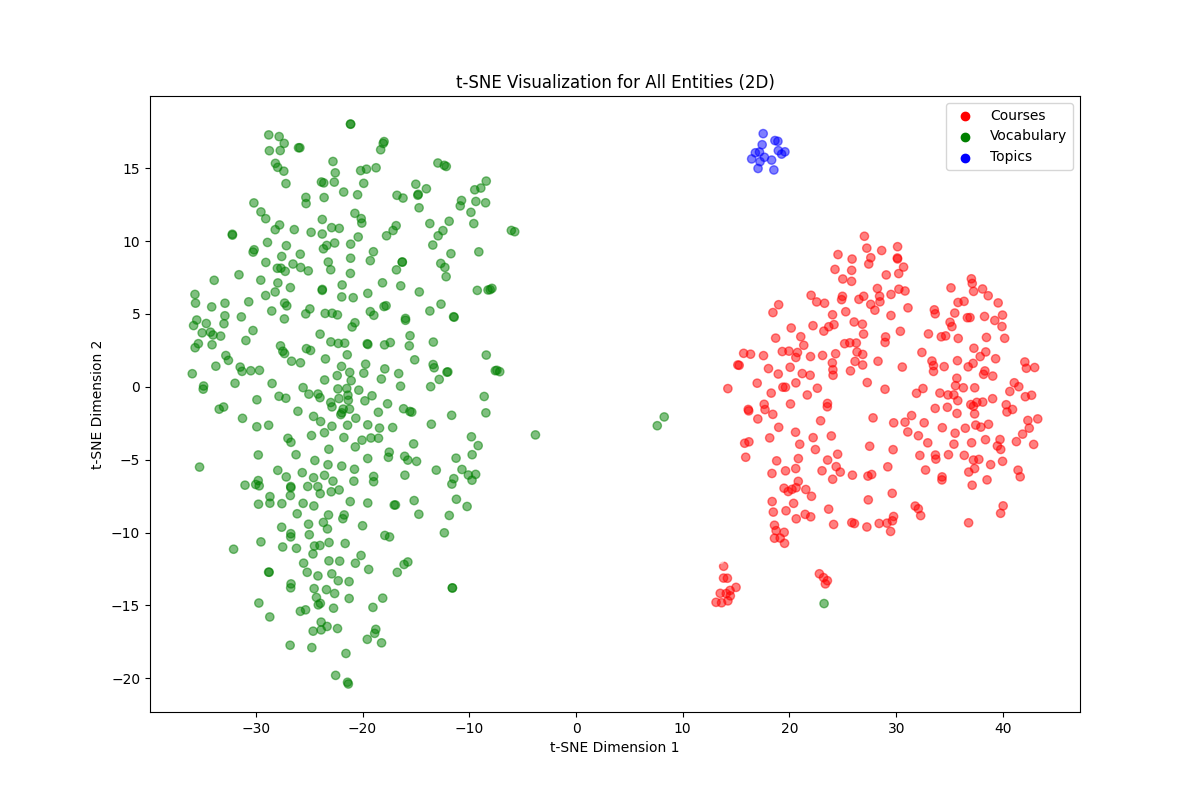 t-SNE Visualization for All Entities (2D)
Courses
Vocabulary
Topics
15
10
5
0
−5
−10
−15
−20
t-SNE Dimension 2
−30
−20
−10
0
10
20
30
40
t-SNE Dimension 1